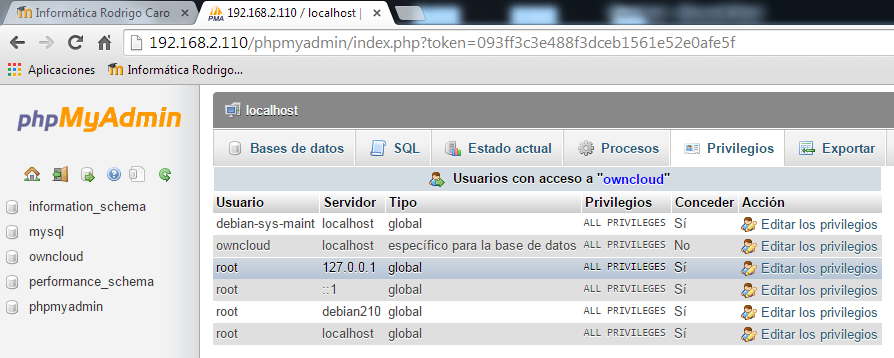 Informática Rodrigo Caro
192.168.2.110 / localhost |
192.168.2.110/phpmyadmin/index.php?token=093ff3c3e488f3dceb1561e52e0afe5f
Aplicaciones Informática Rodrigo...
phpMyAdmin
information_schema
mysql
owncloud
performance_schema
phpmyadmin
localhost
Bases de datos SQL Estado actual Procesos Privilegios Exportar
Usuarios con acceso a "owncloud"
Usuario Servidor Tipo Privilegios Conceder Acción
debian-sys-maint localhost global ALL PRIVILEGES Sí Editar los privilegios
owncloud localhost específico para la base de datos ALL PRIVILEGES No Editar los privilegios
root 127.0.0.1 global ALL PRIVILEGES Sí Editar los privilegios
root ::1 global ALL PRIVILEGES Sí Editar los privilegios
root debian210 global ALL PRIVILEGES Sí Editar los privilegios
root localhost global ALL PRIVILEGES Sí Editar los privilegios